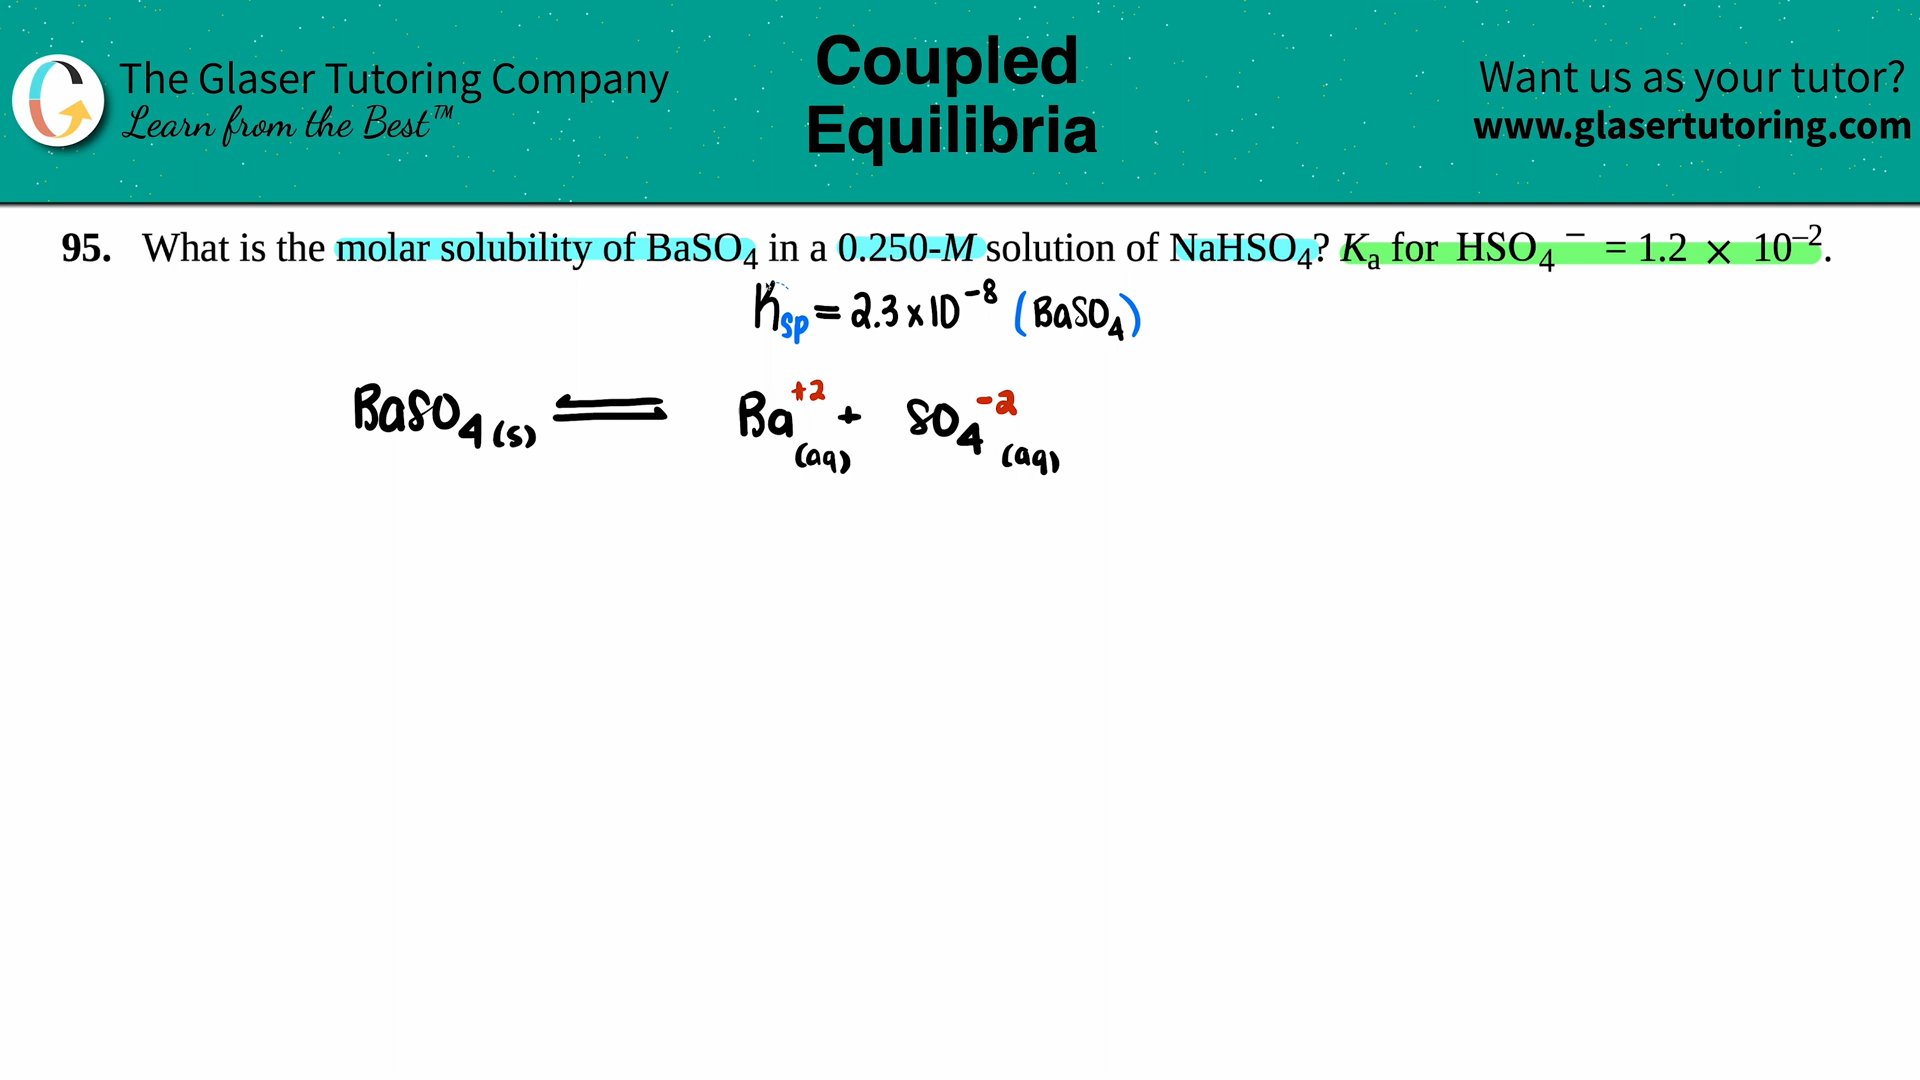 The Glaser Tutoring Company
Learn from the Best™
Coupled
Equilibria
Want us as your tutor?
www.glasertutoring.com
95. What is the molar solubility of BaSO₄ in a 0.250-M solution of NaHSO₄? Kₐ for HSO₄⁻ = 1.2 × 10⁻².
Ksp = 2.3 x 10⁻⁸ (BaSO₄)
BaSO₄(s) ⇌ Ba⁺²(aq) + SO₄⁻²(aq)